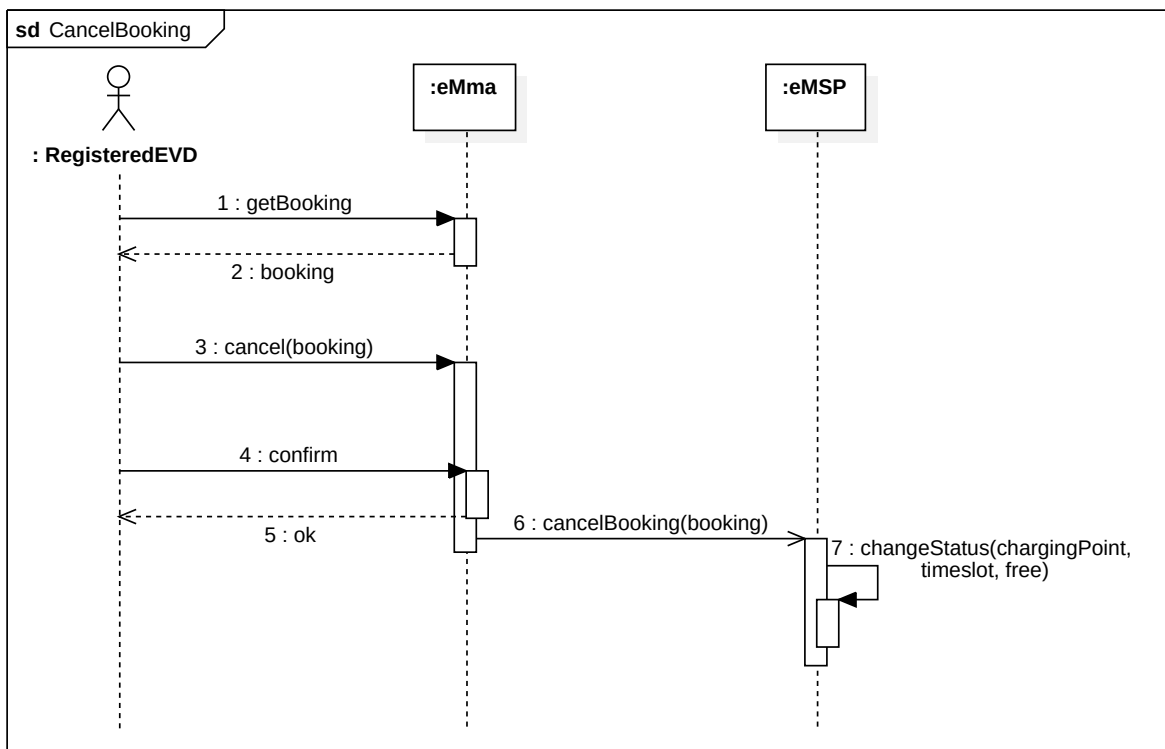 sd CancelBooking
:eMma
:eMSP
: RegisteredEVD
1 : getBooking
2 : booking
3 : cancel(booking)
4 : confirm
5 : ok
6 : cancelBooking(booking)
7 : changeStatus(chargingPoint,
timeslot, free)